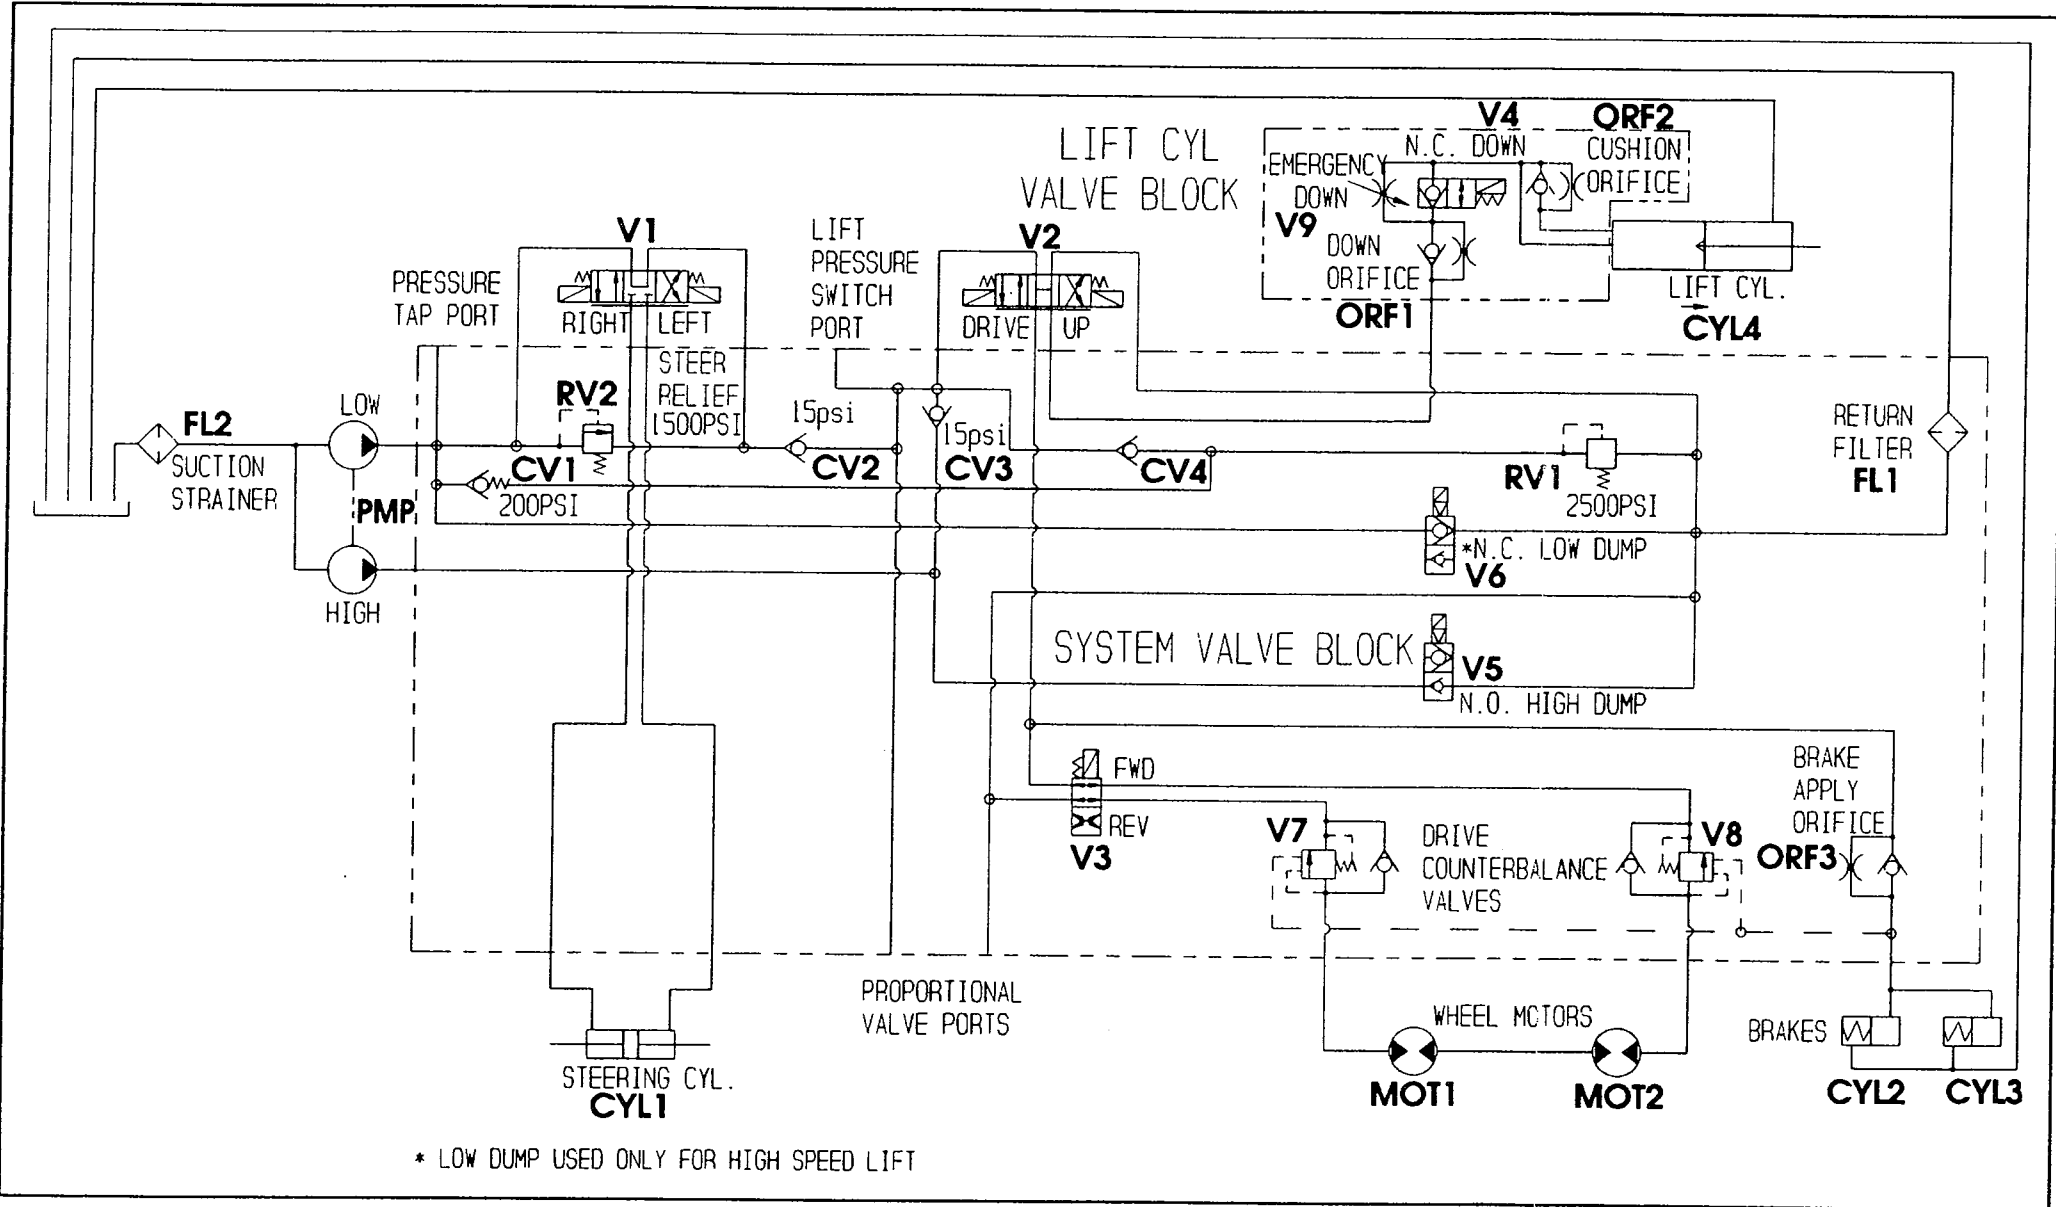 V4
ORF2
LIFT CYL
VALVE BLOCK
N.C. DOWN
CUSHION
ORIFICE
EMERGENCY
DOWN
V9
DOWN
ORIFICE
ORF1
LIFT CYL.
CYL4
V1
PRESSURE
TAP PORT
RIGHT
LEFT
LIFT
PRESSURE
SWITCH
PORT
V2
DRIVE
UP
STEER
RELIEF
1500PSI
RV2
LOW
FL2
SUCTION
STRAINER
CV1
200PSI
15psi
CV2
15psi
CV3
CV4
RV1
2500PSI
RETURN
FILTER
FL1
PMP
HIGH
*N.C. LOW DUMP
V6
SYSTEM VALVE BLOCK
V5
N.O. HIGH DUMP
FWD
REV
V3
V7
DRIVE
COUNTERBALANCE
VALVES
V8
BRAKE
APPLY
ORIFICE
ORF3
PROPORTIONAL
VALVE PORTS
WHEEL MOTORS
MOT1
MOT2
BRAKES
CYL2
CYL3
STEERING CYL.
CYL1
* LOW DUMP USED ONLY FOR HIGH SPEED LIFT